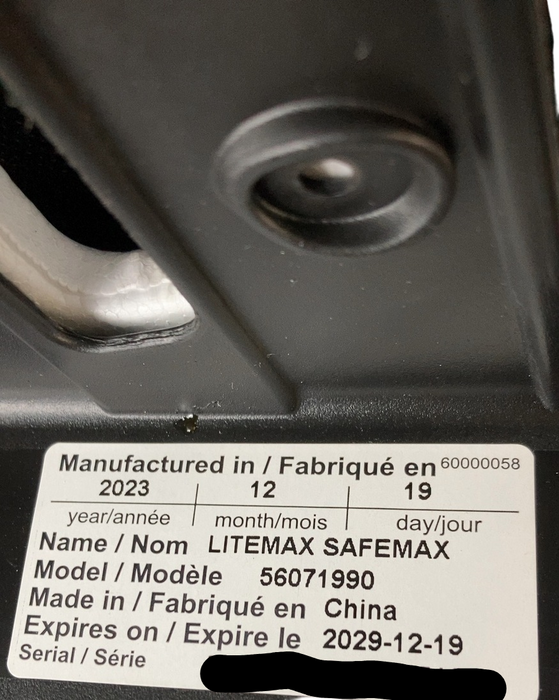 Manufactured in / Fabriqué en 60000058
2023 12 19
year/année month/mois day/jour
Name / Nom LITEMAX SAFEMAX
Model / Modèle 56071990
Made in / Fabriqué en China
Expires on / Expire le 2029-12-19
Serial / Série